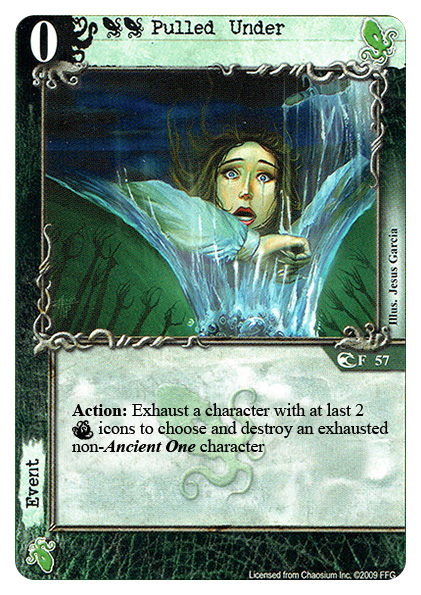 0
Pulled Under
Illus. Jesus Garcia
F 57
Action: Exhaust a character with at last 2
icons to choose and destroy an exhausted
non-Ancient One character
Event
Licensed from Chaosium Inc. ©2009 FFG